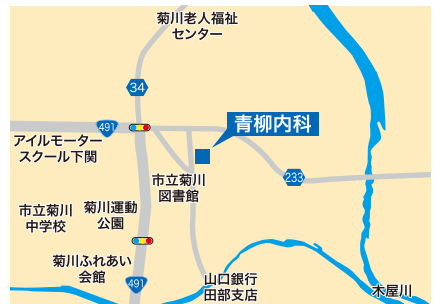 菊川老人福祉
センター
34
青柳内科
491
アイルモーター
スクール下関
233
市立菊川
図書館
市立菊川
中学校
菊川運動
公園
菊川ふれあい
会館
491
山口銀行
田部支店
木屋川